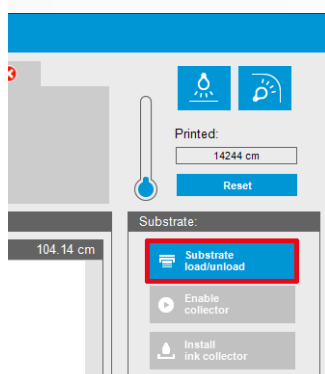 Printed:
14244 cm
Reset
Substrate:
104.14 cm
Substrate
load/unload
Enable
collector
Install
ink collector